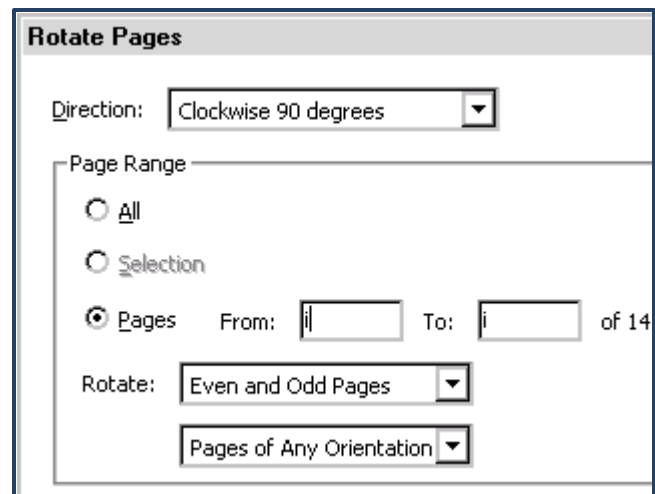 Rotate Pages
Direction: Clockwise 90 degrees
Page Range
All
Selection
Pages From: i To: i of 14
Rotate: Even and Odd Pages
Pages of Any Orientation